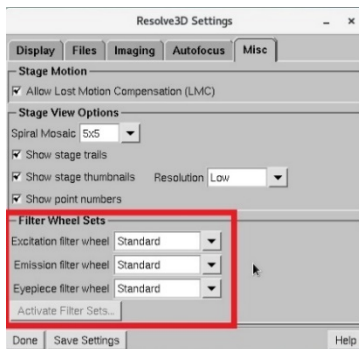 Resolve3D Settings
Display Files Imaging Autofocus Misc
Stage Motion
Allow Lost Motion Compensation (LMC)
Stage View Options
Spiral Mosaic 5x5
Show stage trails
Show stage thumbnails Resolution Low
Show point numbers
Filter Wheel Sets
Excitation filter wheel Standard
Emission filter wheel Standard
Eyepiece filter wheel Standard
Activate Filter Sets...
Done Save Settings Help